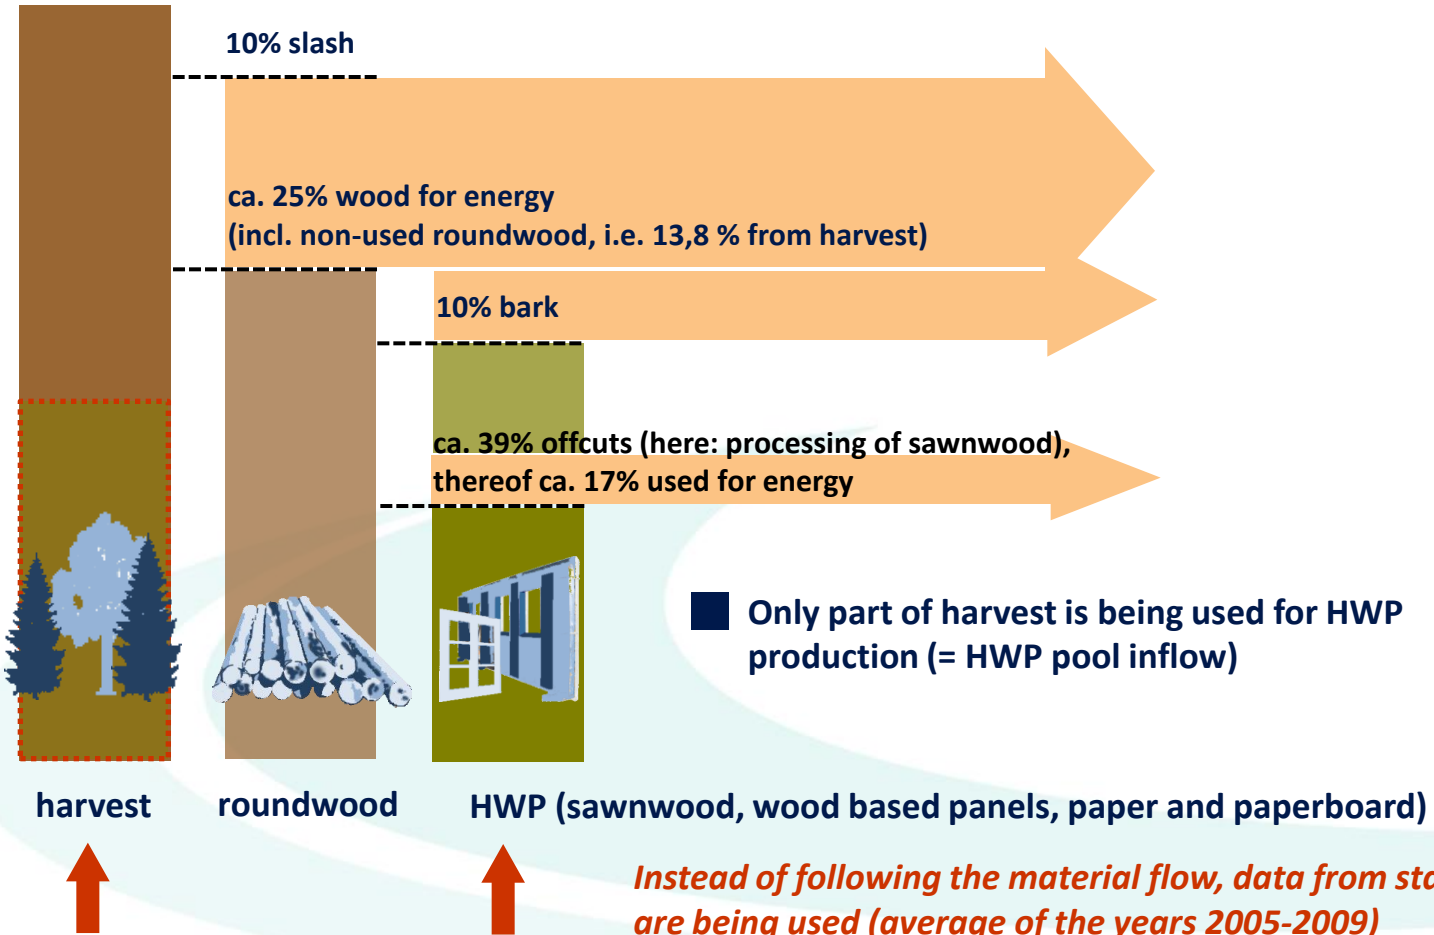 10% slash
ca. 25% wood for energy
(incl. non-used roundwood, i.e. 13,8 % from harvest)
10% bark
ca. 39% offcuts (here: processing of sawnwood),
thereof ca. 17% used for energy
Only part of harvest is being used for HWP
production (= HWP pool inflow)
harvest
roundwood
HWP (sawnwood, wood based panels, paper and paperboard)
Instead of following the material flow, data from
are being used (average of the years 2005-2009)